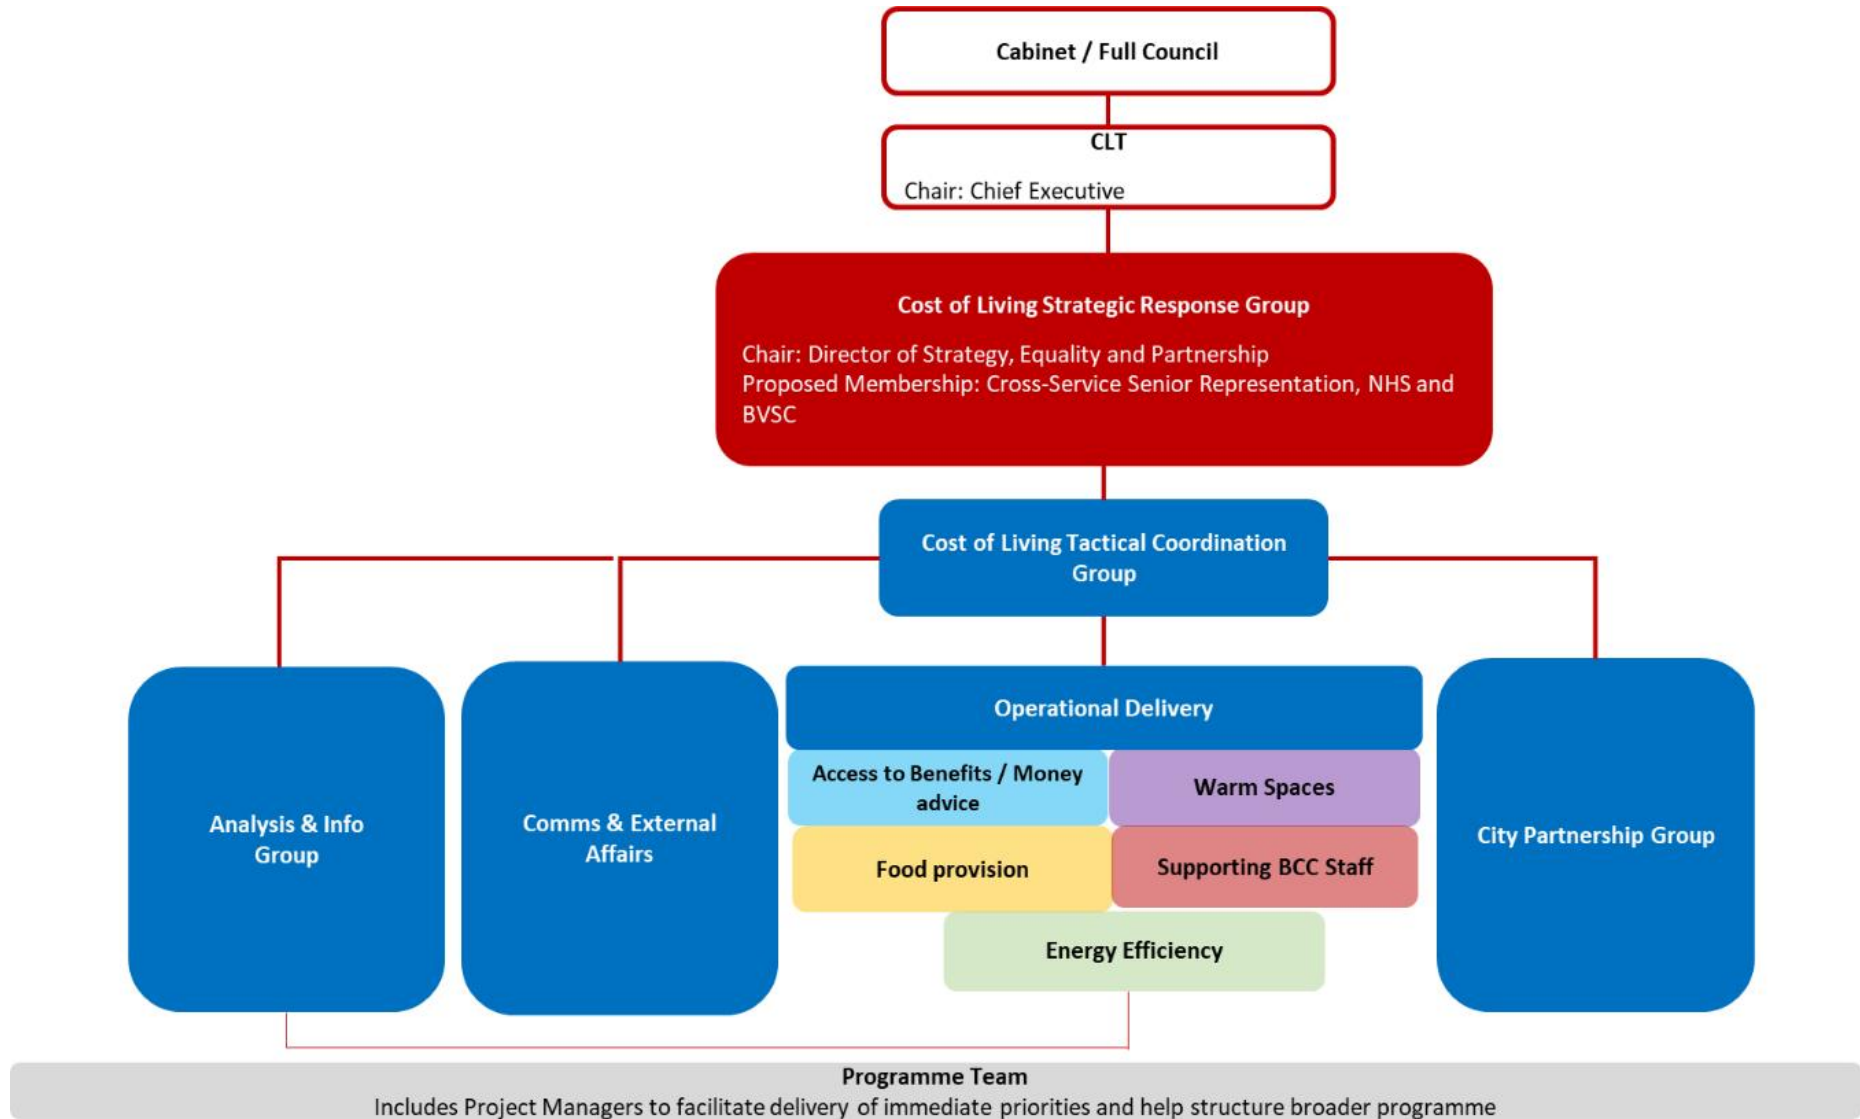 Cabinet / Full Council
CLT
Chair: Chief Executive
Cost of Living Strategic Response Group
Chair: Director of Strategy, Equality and Partnership
Proposed Membership: Cross-Service Senior Representation, NHS and
BVSC
Cost of Living Tactical Coordination
Group
Analysis & Info
Group
Comms & External
Affairs
Operational Delivery
Access to Benefits / Money
advice
Warm Spaces
Food provision
Supporting BCC Staff
Energy Efficiency
City Partnership Group
Programme Team
Includes Project Managers to facilitate delivery of immediate priorities and help structure broader programme